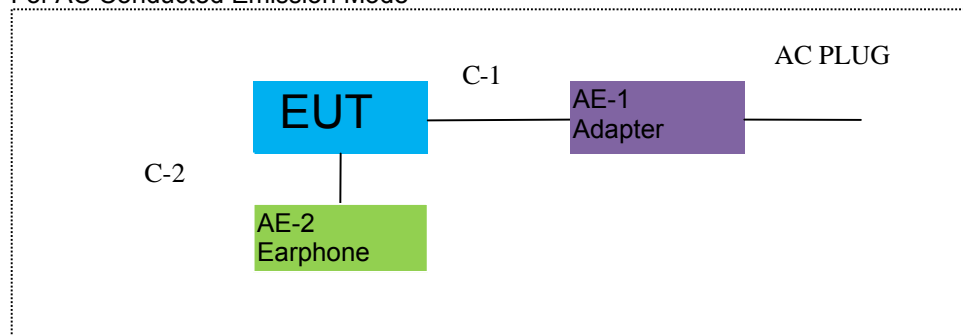 For AC Conducted Emission Mode
AC PLUG
C-1
EUT
AE-1
Adapter
C-2
AE-2
Earphone